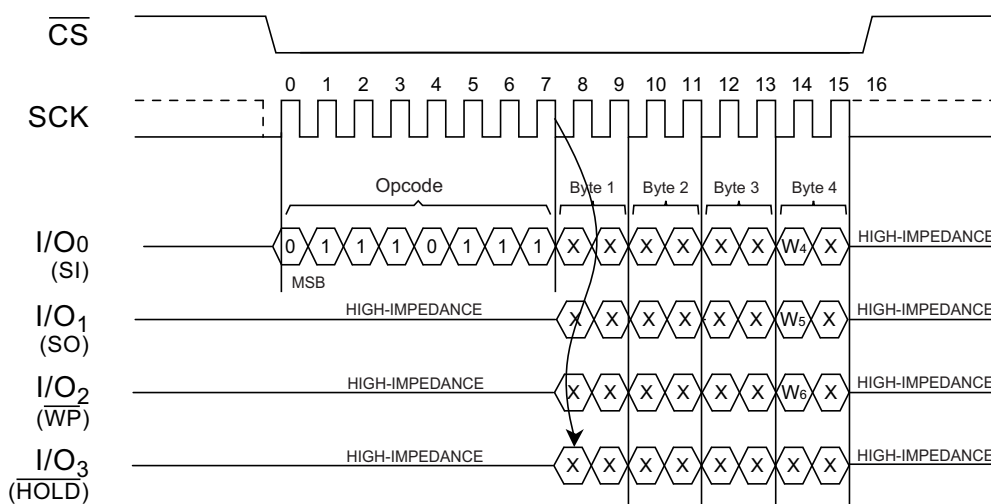 CS
0 1 2 3 4 5 6 7 8 9 10 11 12 13 14 15 16
SCK
Opcode Byte 1 Byte 2 Byte 3 Byte 4
I/O0 0 1 1 1 0 1 1 1 X X X X X X W4 X HIGH-IMPEDANCE
(SI)
MSB
I/O1 HIGH-IMPEDANCE X X X X X X W5 X HIGH-IMPEDANCE
(SO)
I/O2 HIGH-IMPEDANCE X X X X X X W6 X HIGH-IMPEDANCE
(WP)
I/O3 HIGH-IMPEDANCE X X X X X X X X HIGH-IMPEDANCE
(HOLD)